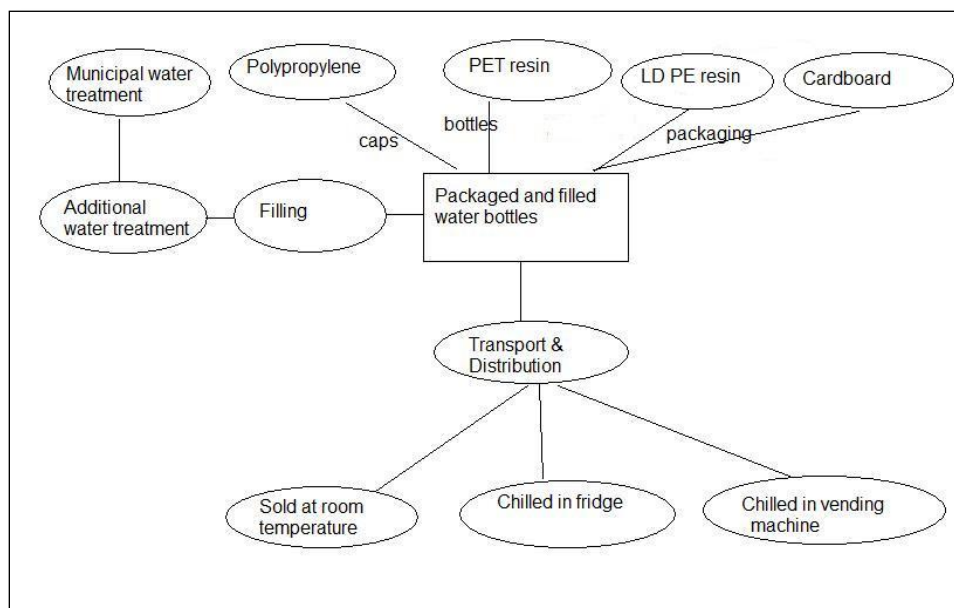 Municipal water
treatment
Polypropylene
PET resin
LD PE resin
Cardboard
caps
bottles
packaging
Additional
water treatment
Filling
Packaged and filled
water bottles
Transport &
Distribution
Sold at room
temperature
Chilled in fridge
Chilled in vending
machine